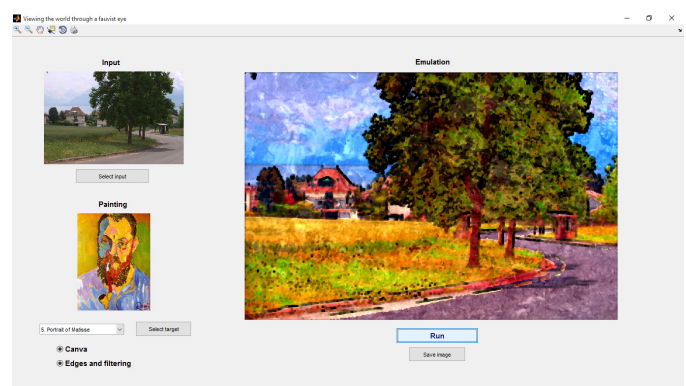 Viewing the world through a fauvist eye
Input
Select input
Painting
5. Portrait of Matisse
Select target
Canva
Edges and filtering
Emulation
Run
Save image